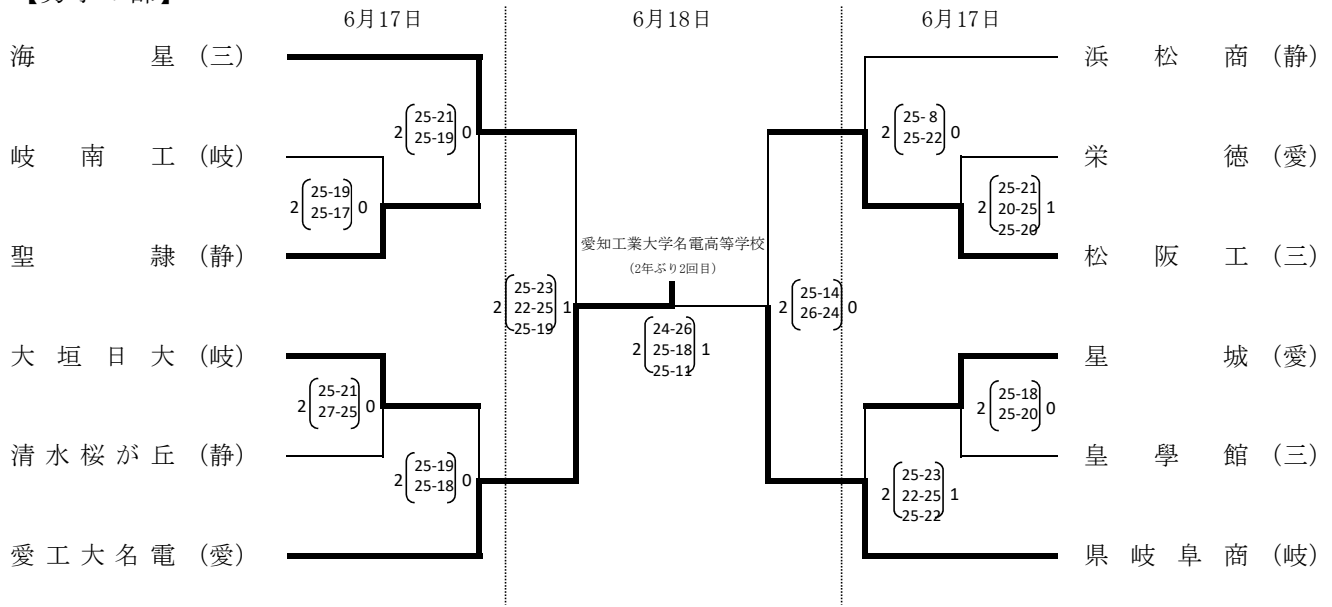 6月17日 6月18日 6月17日
海星 (三) 浜松商 (静)
2 25-21 0
25-19
2 25- 8 0
25-22
岐南工 (岐) 栄徳 (愛)
2 25-19 0
25-17
2 25-21 1
20-25
25-20
聖隷 (静) 松阪工 (三)
愛知工業大学名電高等学校
(2年ぶり2回目)
2 25-23 1
22-25
25-19
2 25-14 0
26-24
2 24-26 1
25-18
25-11
大垣日大 (岐) 星城 (愛)
2 25-21 0
27-25
2 25-18 0
25-20
清水桜が丘 (静) 皇學館 (三)
2 25-19 0
25-18
2 25-23 1
22-25
25-22
愛工大名電 (愛) 県岐阜商 (岐)